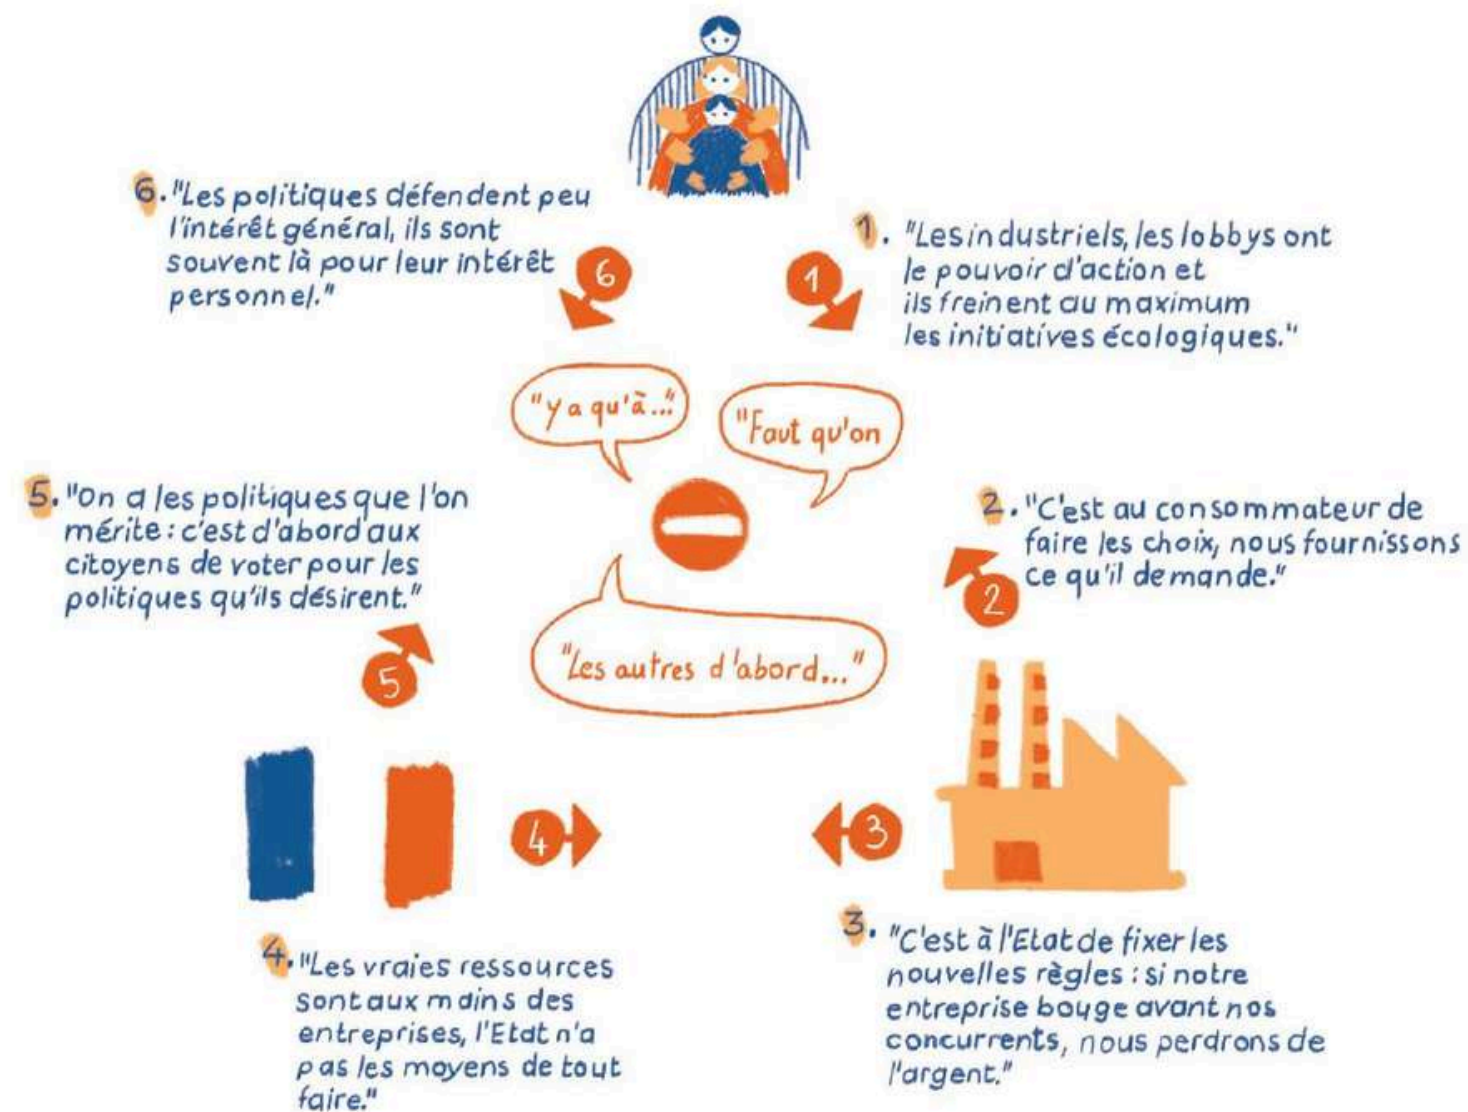 6. "Les politiques défendent peu
l'intérêt général, ils sont
souvent là pour leur intérêt
personnel."
6
1
1. "Les industriels, les lobbys ont
le pouvoir d'action et
ils freinent au maximum
les initiatives écologiques."
"y a qu'à..."
"Faut qu'on
5. "On a les politiques que l'on
mérite : c'est d'abord aux
citoyens de voter pour les
politiques qu'ils désirent."
2. "C'est au consommateur de
faire les choix, nous fournissons
ce qu'il demande."
2
5
"Les autres d'abord..."
4
3
4. "Les vraies ressources
sont aux mains des
entreprises, l'Etat n'a
pas les moyens de tout
faire."
3. "C'est à l'Etat de fixer les
nouvelles règles : si notre
entreprise bouge avant nos
concurrents, nous perdrons de
l'argent."